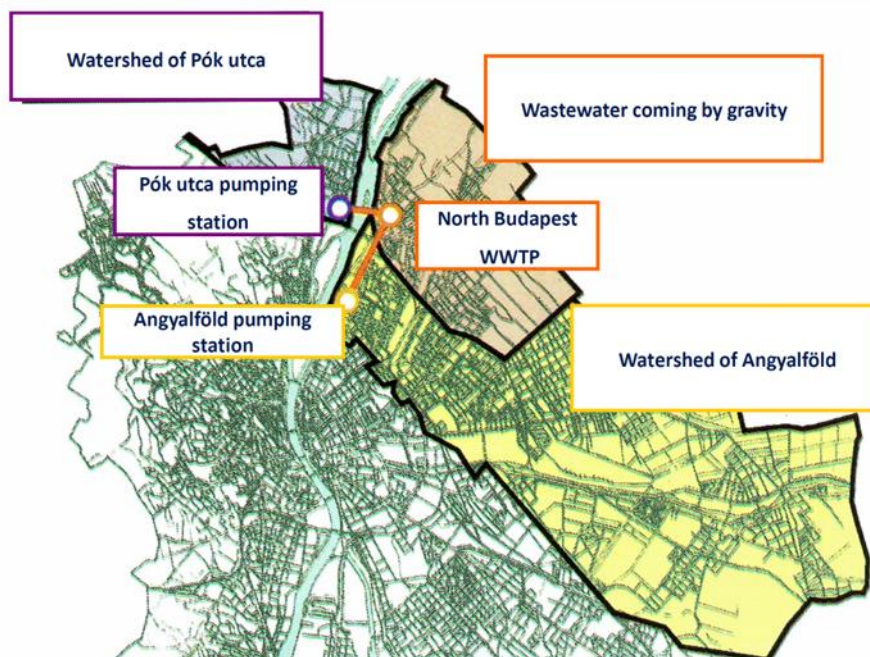 Watershed of Pók utca
Wastewater coming by gravity
Pók utca pumping
station
North Budapest
WWTP
Angyalföld pumping
station
Watershed of Angyalföld